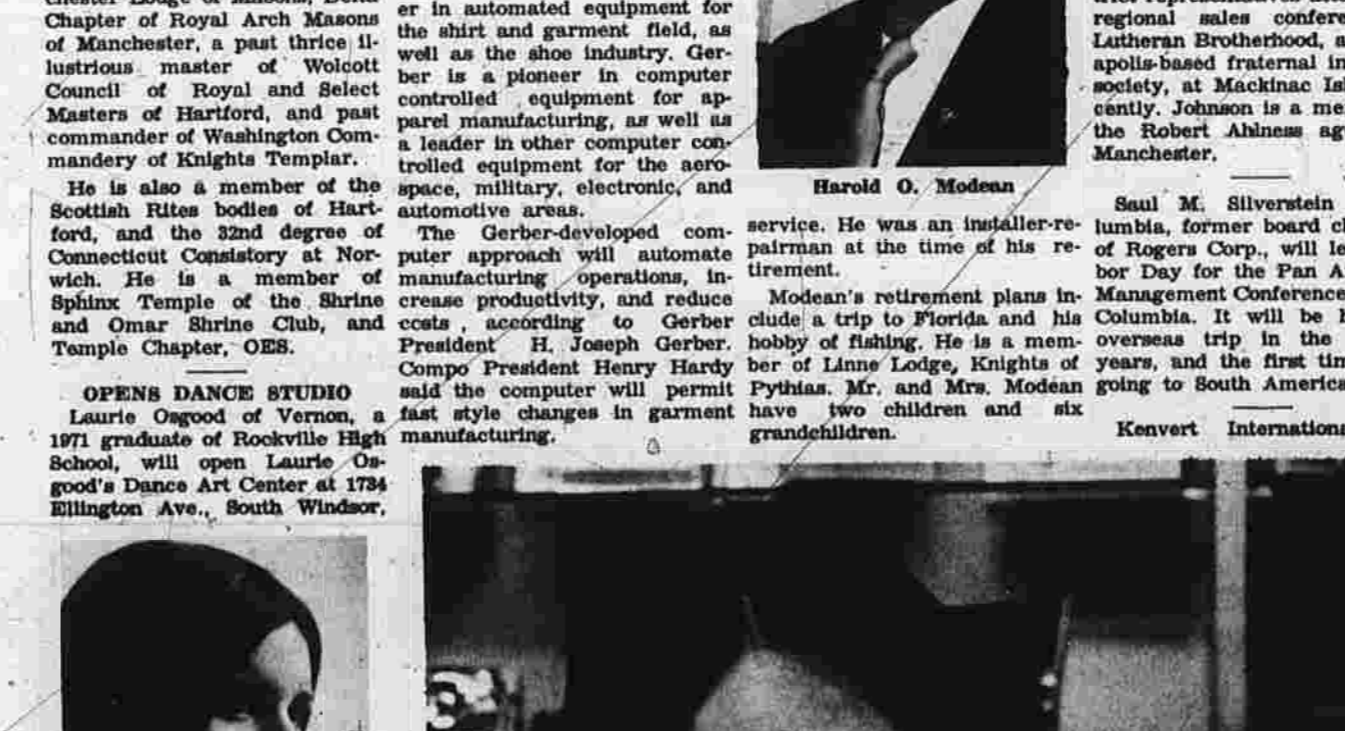 Chapter of Royal Arch Masons
of Manchester, a past thrice il-
lustrious master of Wolcott
Council of Royal and Select
Masters of Hartford, and past
commander of Washington Com-
mandery of Knights Templar.
He is also a member of the
Scottish Rites bodies of Hart-
ford, and the 32nd degree of
Connecticut Consistory at Nor-
wich. He is a member of
Sphinx Temple of the Shrine
and Omar Shrine Club, and
Temple Chapter, OES.
OPENS DANCE STUDIO
Laurie Osgood of Vernon, a
1971 graduate of Rockville High
School, will open Laurie Os-
good's Dance Art Center at 1734
Ellington Ave., South Windsor,
er in automated equipment for
the shirt and garment field, as
well as the shoe industry. Ger-
ber is a pioneer in computer
controlled equipment for ap-
parel manufacturing, as well as
a leader in other computer con-
trolled equipment for the aero-
space, military, electronic, and
automotive areas.
The Gerber-developed com-
puter approach will automate
manufacturing operations, in-
crease productivity, and reduce
costs, according to Gerber
President H. Joseph Gerber.
Compo President Henry Hardy
said the computer will permit
fast style changes in garment
manufacturing.
Harold O. Modean
service. He was an installer-re-
pairman at the time of his re-
tirement.
Modean's retirement plans in-
clude a trip to Florida and his
hobby of fishing. He is a mem-
ber of Linne Lodge, Knights of
Pythias. Mr. and Mrs. Modean
have two children and six
grandchildren.
regional sales confere
Lutheran Brotherhood, a
apolis-based fraternal in
society, at Mackinac Isl
cently. Johnson is a me
the Robert Ahlness ag
Manchester.
Saul M. Silverstein
lumbia, former board c
of Rogers Corp., will le
bor Day for the Pan A
Management Conference
Columbia. It will be h
overseas trip in the
years, and the first tim
going to South America
Kenvert Internationa